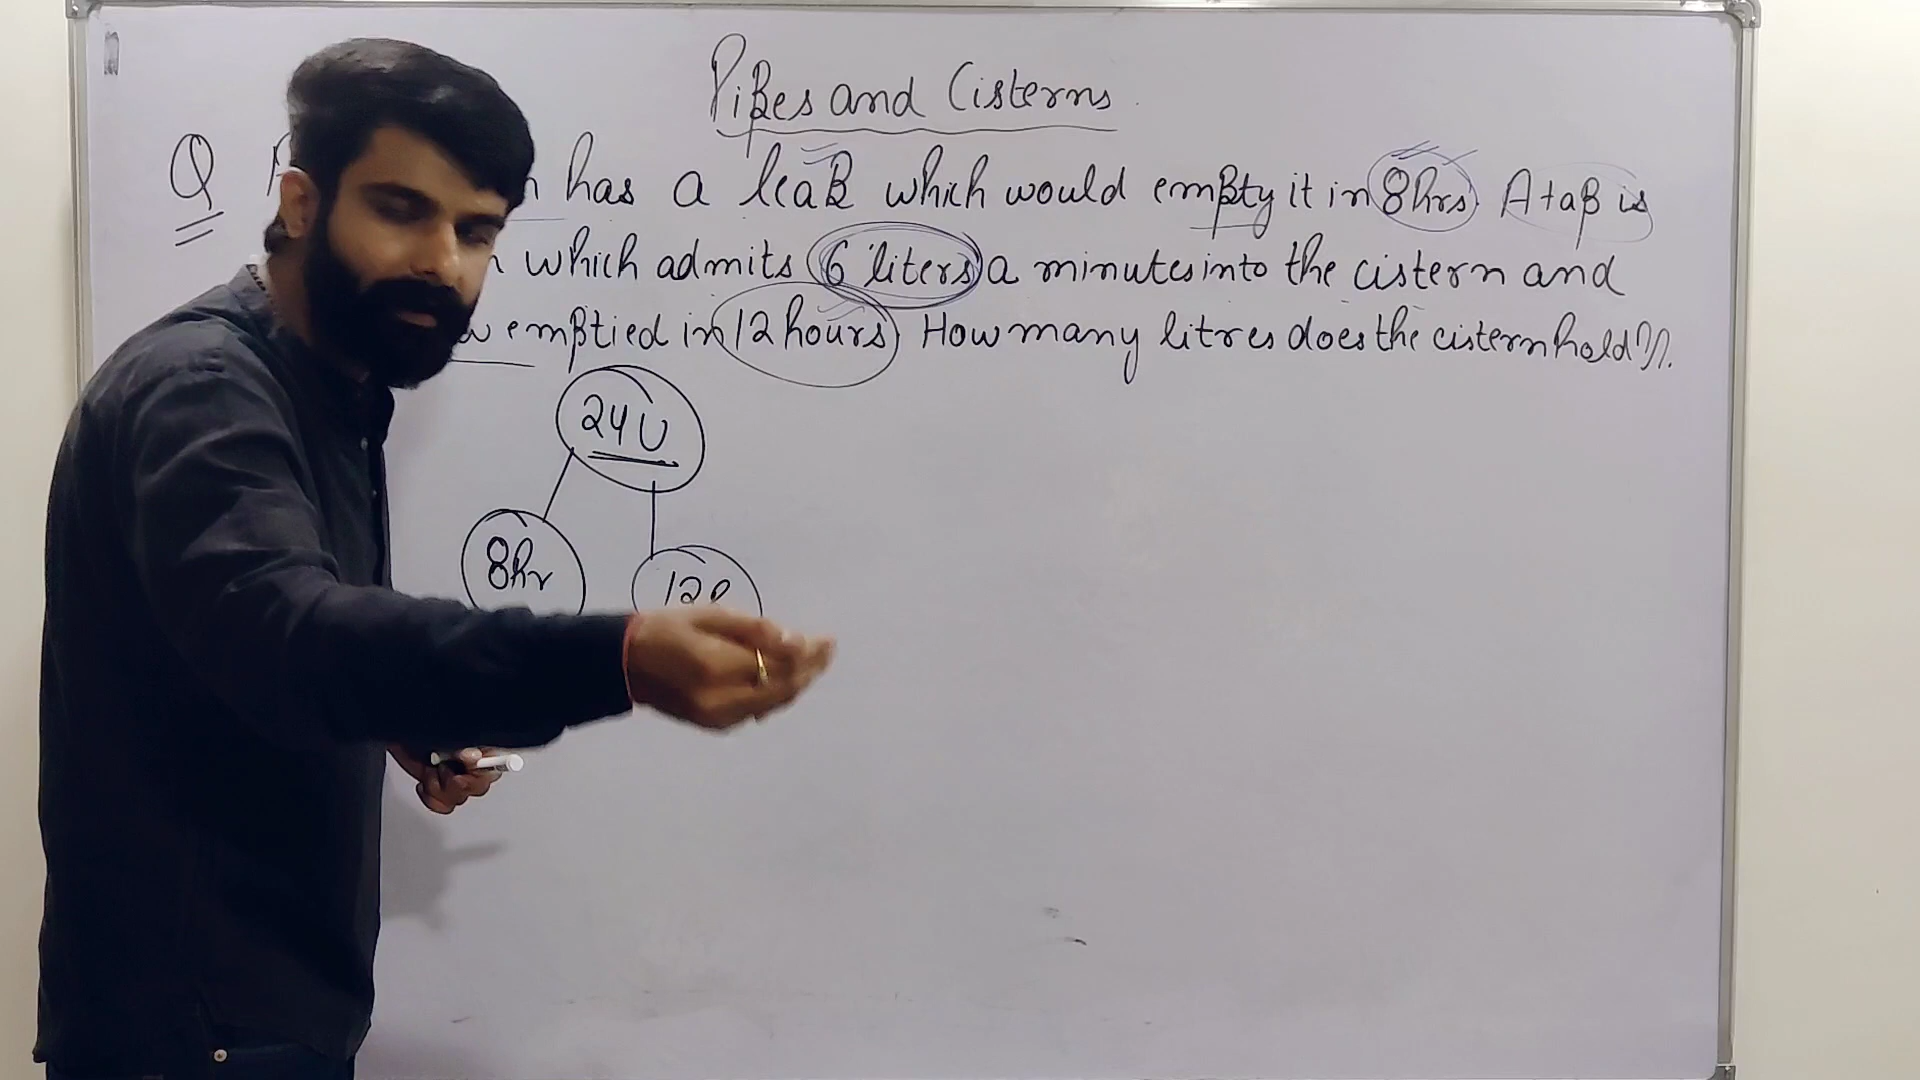 Pipes and Cisterns
Q has a leak which would empty it in 8hrs. A tap is
which admits 6 liters a minutes into the cistern and
emptied in 12 hours. How many litres does the cistern hold?
24U
8hr
12